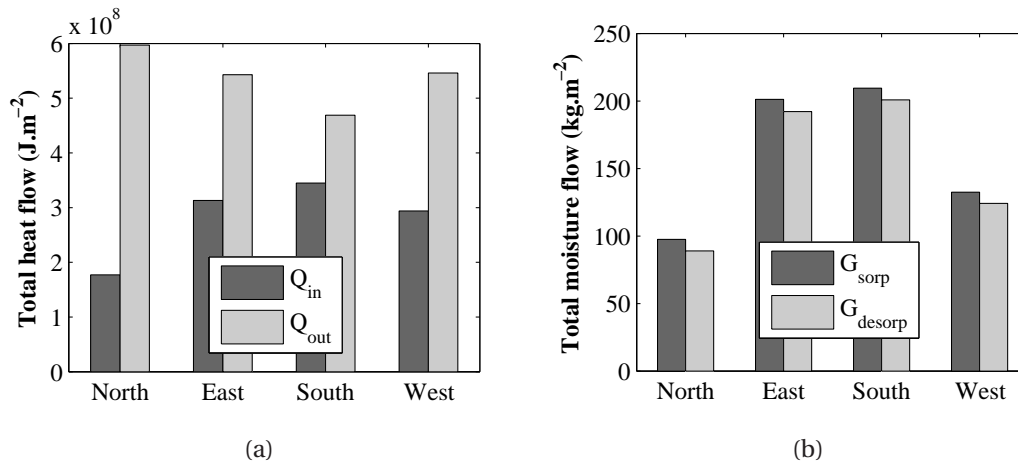 x 10^8
Total heat flow (J.m^−2)
6
5
4
3
2
1
0
Q_in
Q_out
North East South West
(a)
Total moisture flow (kg.m^−2)
250
200
150
100
50
0
G_sorp
G_desorp
North East South West
(b)